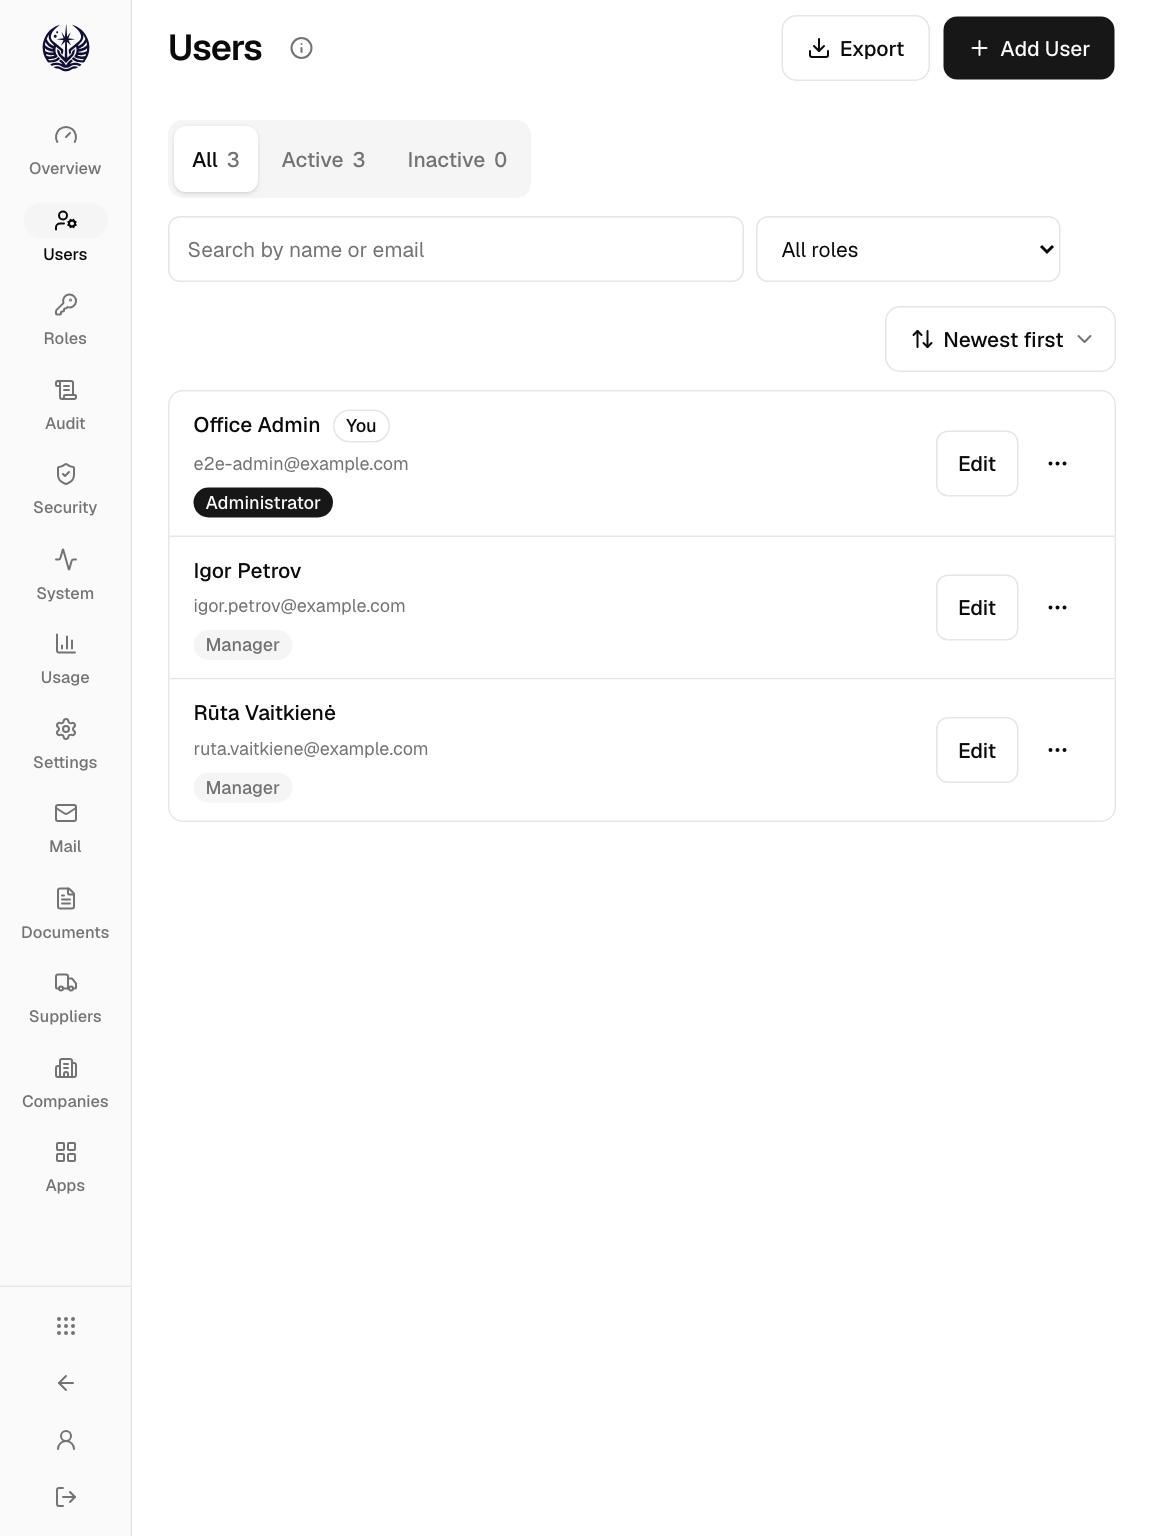 Users
Export
Add User
Overview
Users
Roles
Audit
Security
System
Usage
Settings
Mail
Documents
Suppliers
Companies
Apps
All 3
Active 3
Inactive 0
Search by name or email
All roles
Newest first
Office Admin You
e2e-admin@example.com
Administrator
Edit
Igor Petrov
igor.petrov@example.com
Manager
Edit
Rūta Vaitkienė
ruta.vaitkiene@example.com
Manager
Edit